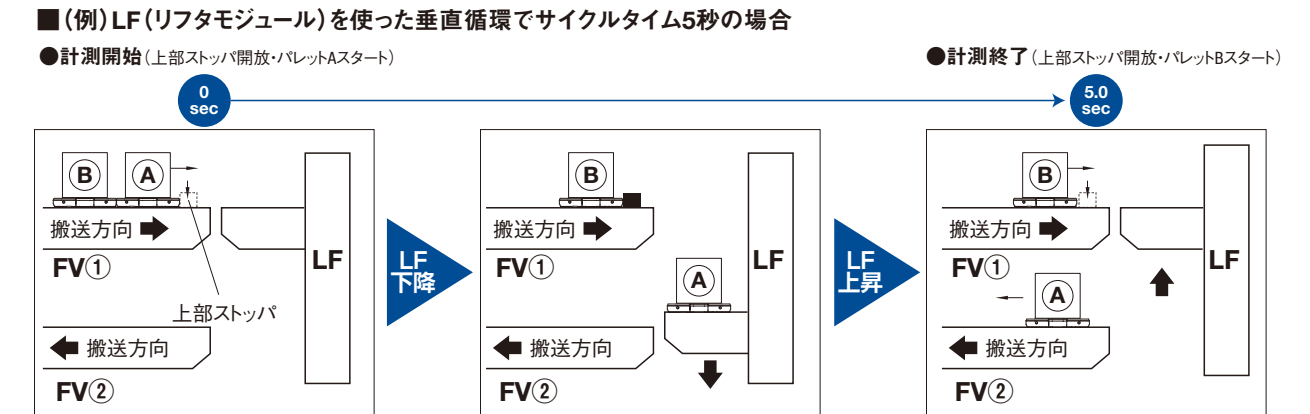 ■（例）LF（リフタモジュール）を使った垂直循環でサイクルタイム5秒の場合
●計測開始（上部ストッパ開放・パレットAスタート）
●計測終了（上部ストッパ開放・パレットBスタート）
0
sec
5.0
sec
B
A
搬送方向
FV①
上部ストッパ
搬送方向
FV②
LF
LF
下降
B
搬送方向
FV①
A
搬送方向
FV②
LF
LF
上昇
B
搬送方向
FV①
A
搬送方向
FV②
LF